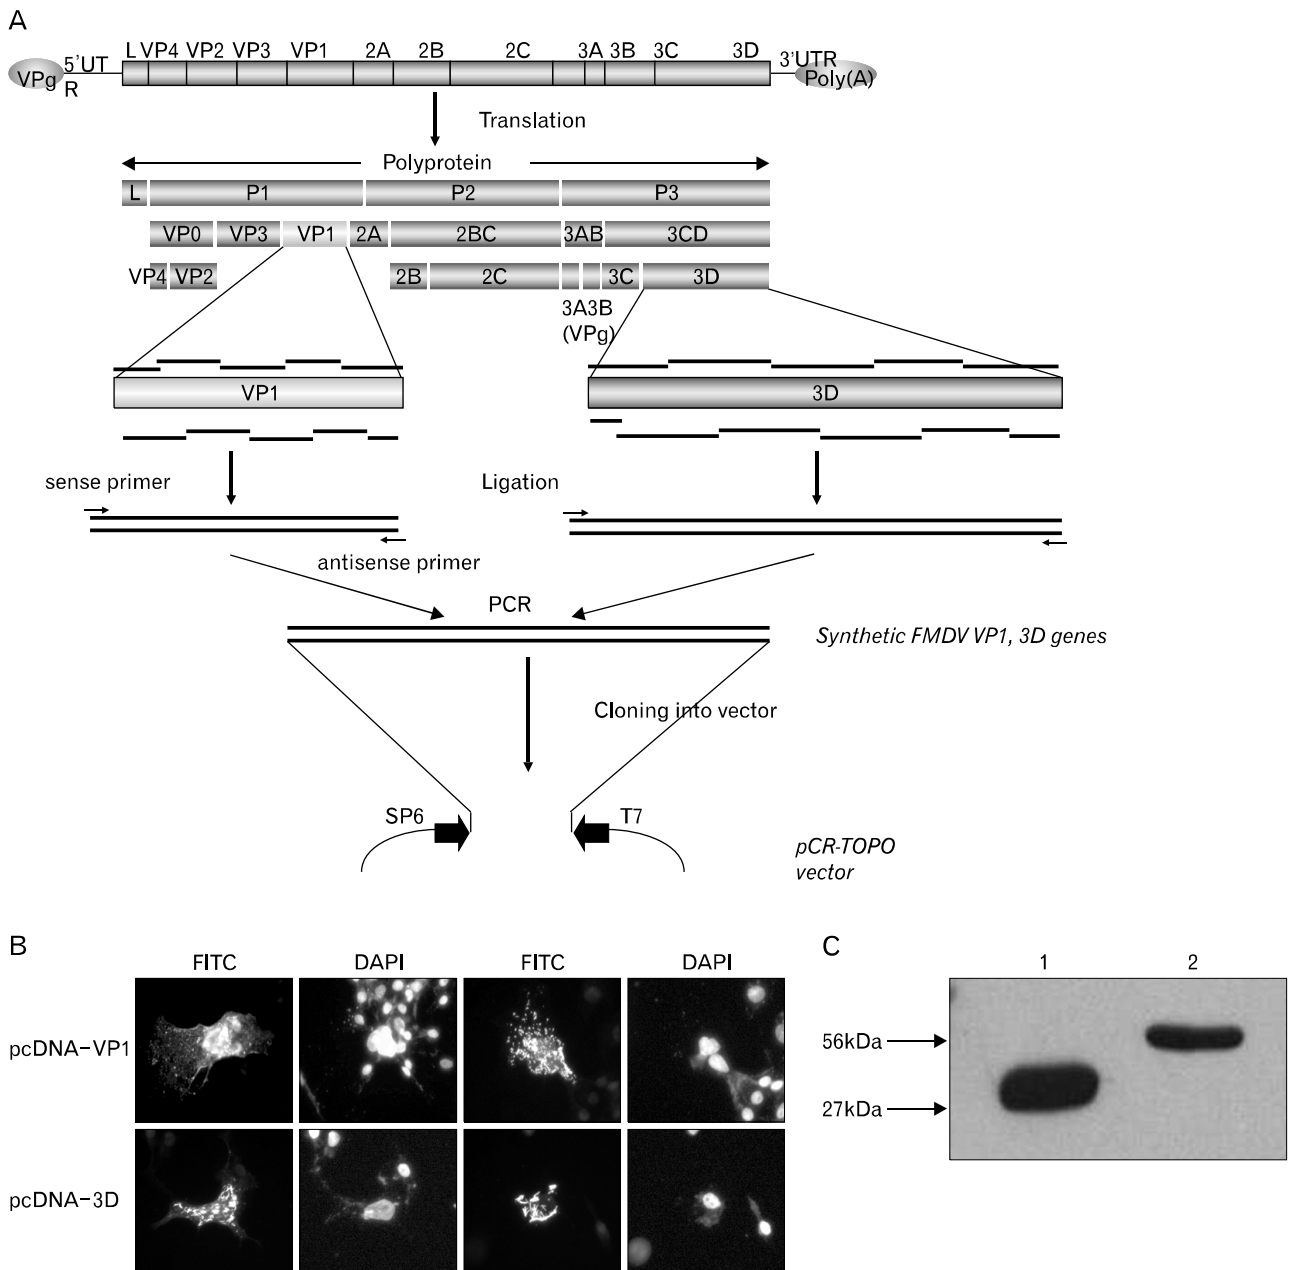 A
L VP4 VP2 VP3 VP1 2A 2B 2C 3A 3B 3C 3D
VPg 5'UT
R
3'UTR
Poly(A)
Translation
Polyprotein
L P1 P2 P3
VP0 VP3 VP1 2A 2BC 3AB 3CD
VP4 VP2 2B 2C 3C 3D
3A3B
(VPg)
VP1 3D
sense primer Ligation
antisense primer
PCR
Synthetic FMDV VP1, 3D genes
Cloning into vector
SP6 T7
pCR-TOPO
vector
B
FITC DAPI FITC DAPI
pcDNA-VP1
pcDNA-3D
C
1 2
56kDa
27kDa